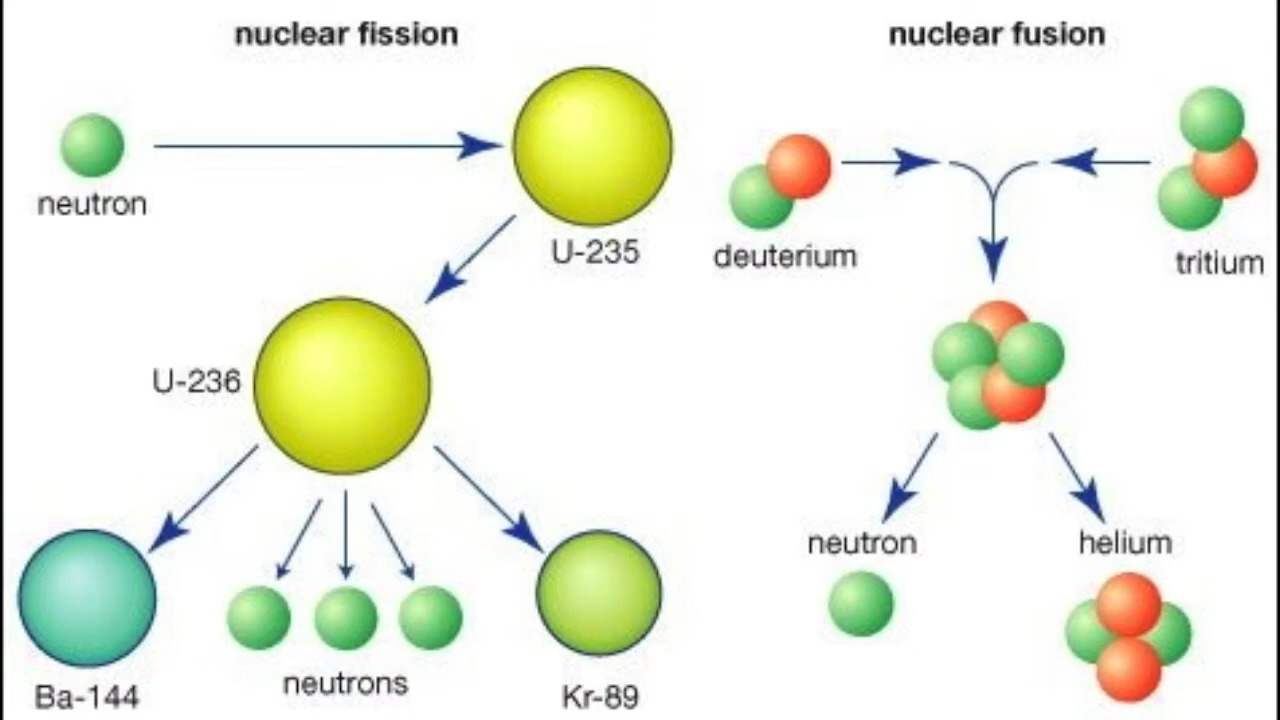 nuclear fission
neutron
U-235
U-236
Ba-144
neutrons
Kr-89
nuclear fusion
deuterium
tritium
neutron
helium